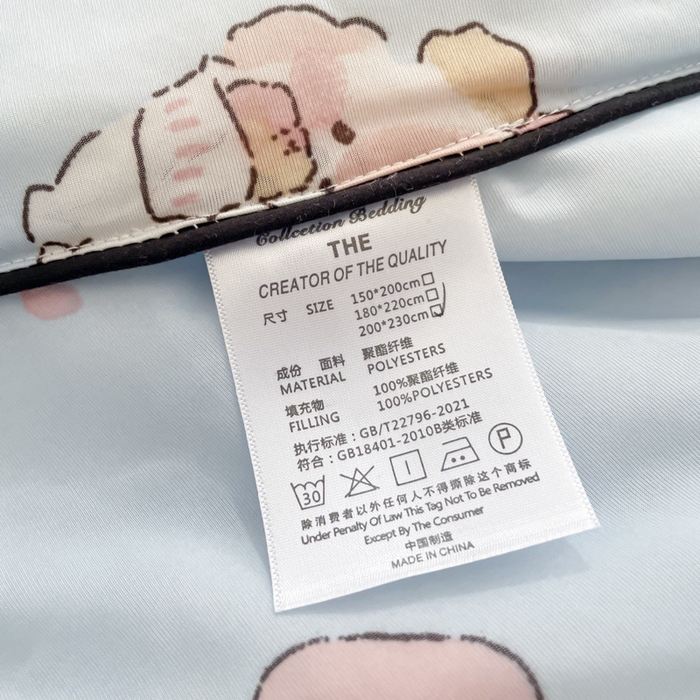 Collcetion Bedding
THE
CREATOR OF THE QUALITY
尺寸 SIZE 150*200cm□
180*220cm□
200*230cm☑
成份 面料 聚酯纤维
MATERIAL POLYESTERS
填充物 100%聚酯纤维
FILLING 100%POLYESTERS
执行标准：GB/T22796-2021
符合：GB18401-2010B类标准
30 P
除消费者以外任何人不得撕除这个商标
Under Penalty Of Law This Tag Not To Be Removed
Except By The Consumer
中国制造
MADE IN CHINA